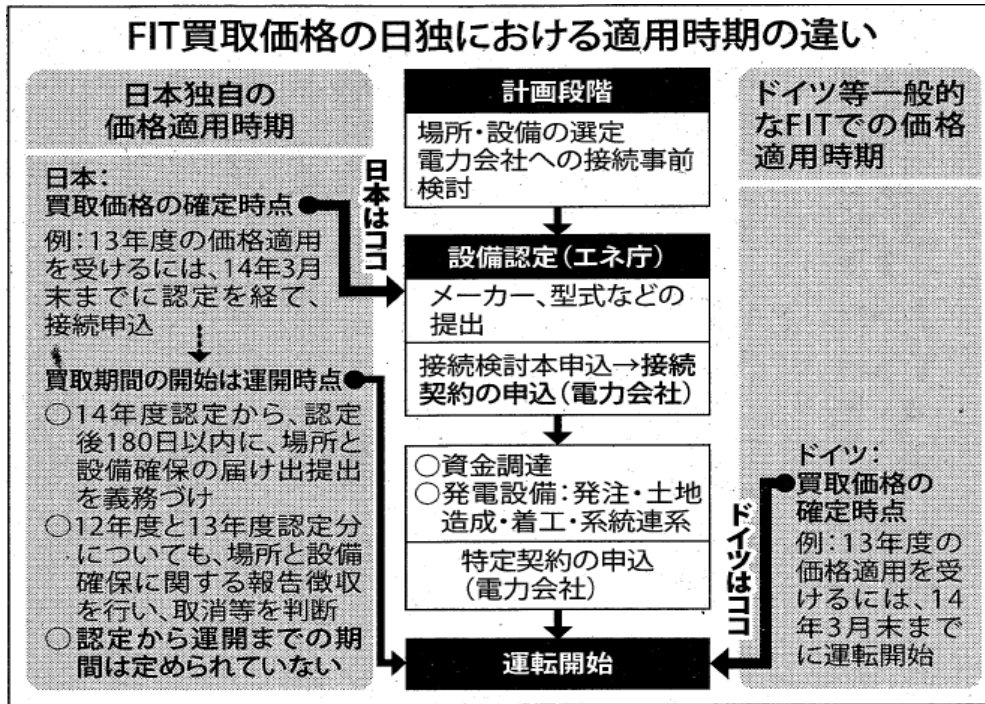 FIT買取価格の日独における適用時期の違い
日本独自の
価格適用時期
日本:
買取価格の確定時点
例:13年度の価格適用
を受けるには、14年3月
末までに認定を経て、
接続申込
買取期間の開始は運開時点
○14年度認定から、認定
後180日以内に、場所と
設備確保の届け出提出
を義務づけ
○12年度と13年度認定分
についても、場所と設備
確保に関する報告徴収
を行い、取消等を判断
○認定から運開までの期
間は定められていない
日本はココ
計画段階
場所・設備の選定
電力会社への接続事前
検討
設備認定(エネ庁)
メーカー、型式などの
提出
接続検討本申込→接続
契約の申込(電力会社)
○資金調達
○発電設備:発注・土地
造成・着工・系統連系
特定契約の申込
(電力会社)
運転開始
ドイツはココ
ドイツ等一般的
なFITでの価格
適用時期
ドイツ:
買取価格の
確定時点
例:13年度の
価格適用を受
けるには、14
年3月末まで
に運転開始